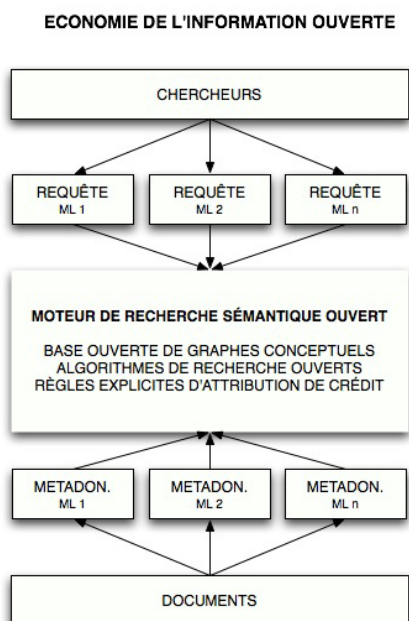 ECONOMIE DE L'INFORMATION OUVERTE
CHERCHEURS
REQUÊTE
ML 1
REQUÊTE
ML 2
REQUÊTE
ML n
MOTEUR DE RECHERCHE SÉMANTIQUE OUVERT
BASE OUVERTE DE GRAPHES CONCEPTUELS
ALGORITHMES DE RECHERCHE OUVERTS
RÈGLES EXPLICITES D'ATTRIBUTION DE CRÉDIT
METADON.
ML 1
METADON.
ML 2
METADON.
ML n
DOCUMENTS